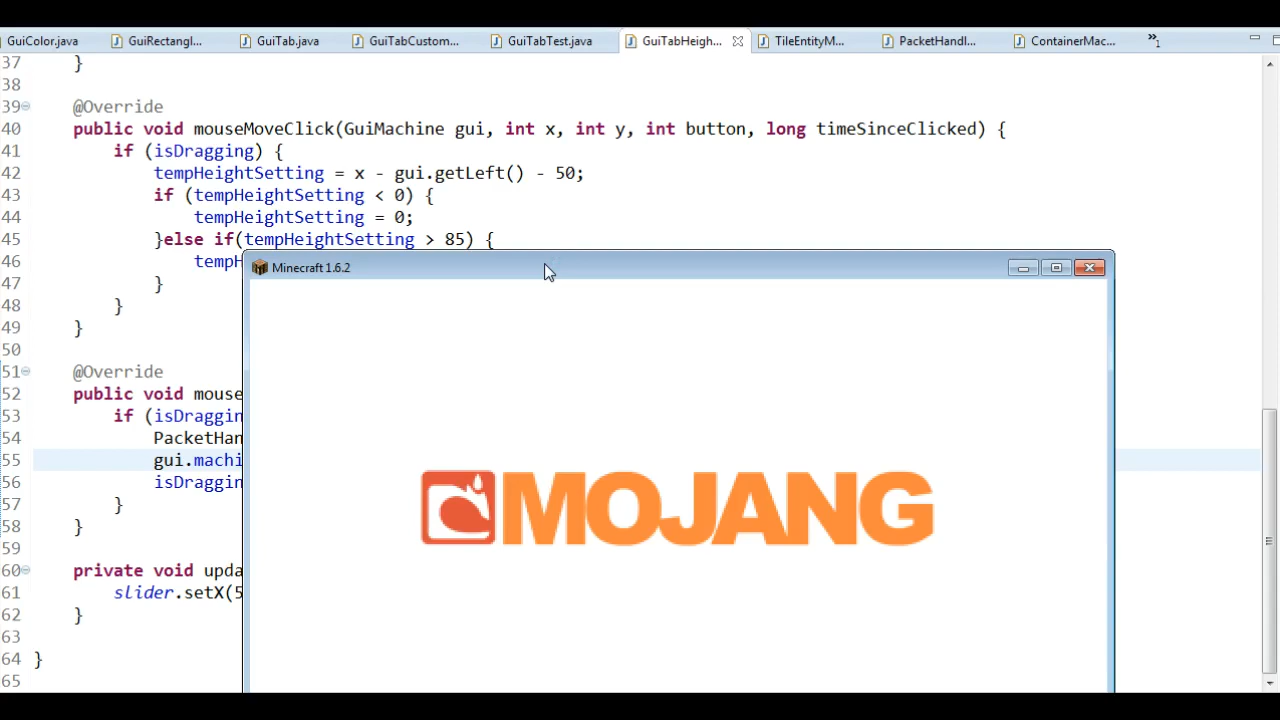 GuiColor.java GuiRectangl... GuiTab.java GuiTabCustom... GuiTabTest.java GuiTabHeigh... TileEntityM... PacketHandl... ContainerMac... »1
37 }
38
39 @Override
40 public void mouseMoveClick(GuiMachine gui, int x, int y, int button, long timeSinceClicked) {
41 if (isDragging) {
42 tempHeightSetting = x - gui.getLeft() - 50;
43 if (tempHeightSetting < 0) {
44 tempHeightSetting = 0;
45 }else if(tempHeightSetting > 85) {
46 tempH
Minecraft 1.6.2
47 }
48 }
49 }
50
51 @Override
52 public void mouse
53 if (isDraggin
54 PacketHan
55 gui.machi
56 isDraggin
57 }
58 }
59
60 private void upda
61 slider.setX(5
62 }
63
64 }
65
MOJANG